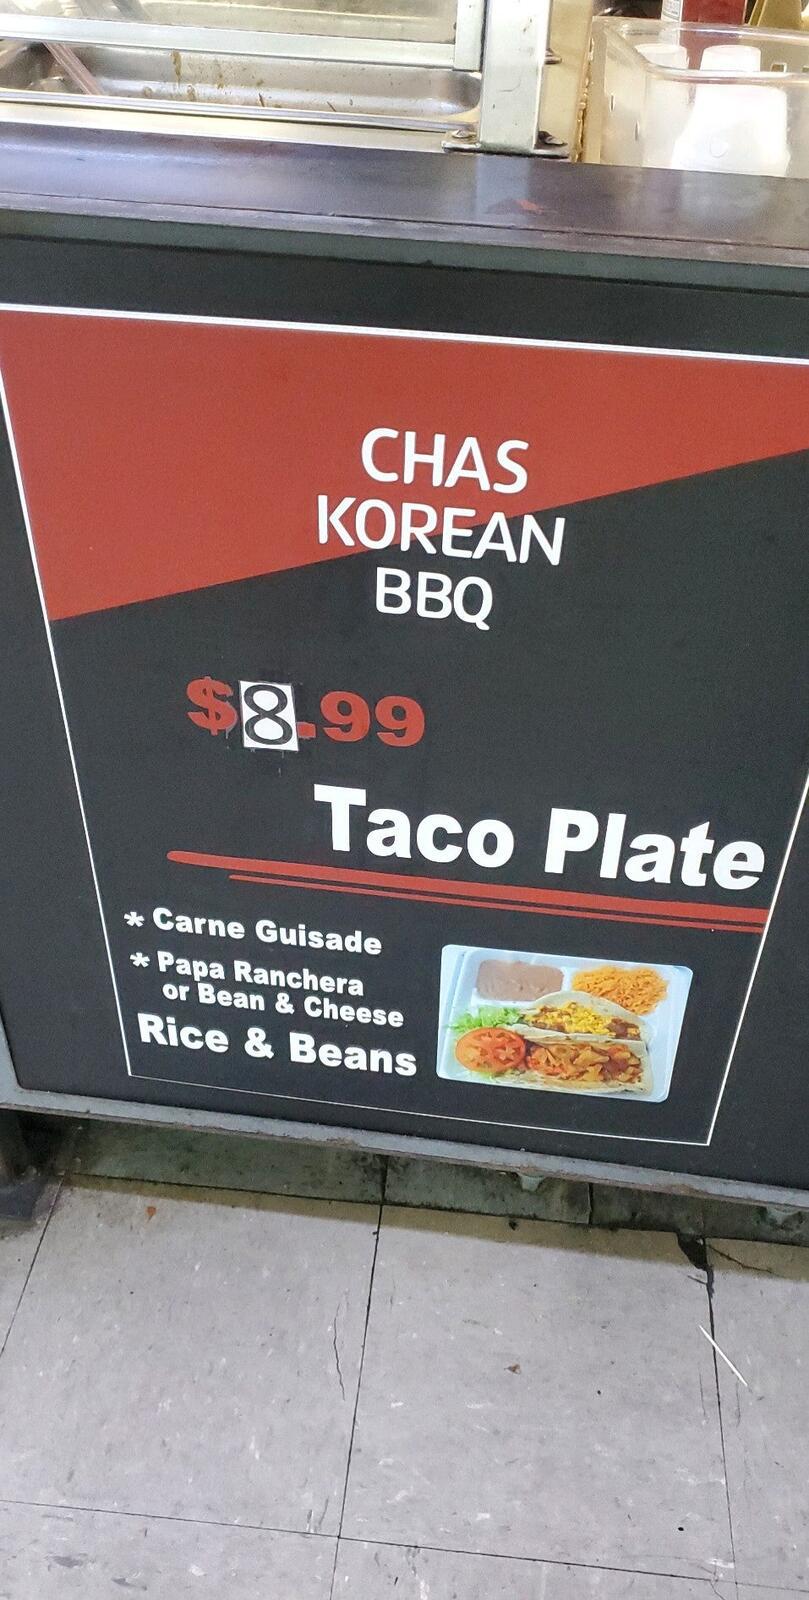 CHAS
KOREAN
BBQ
$8.99
Taco Plate
* Carne Guisade
* Papa Ranchera
or Bean & Cheese
Rice & Beans